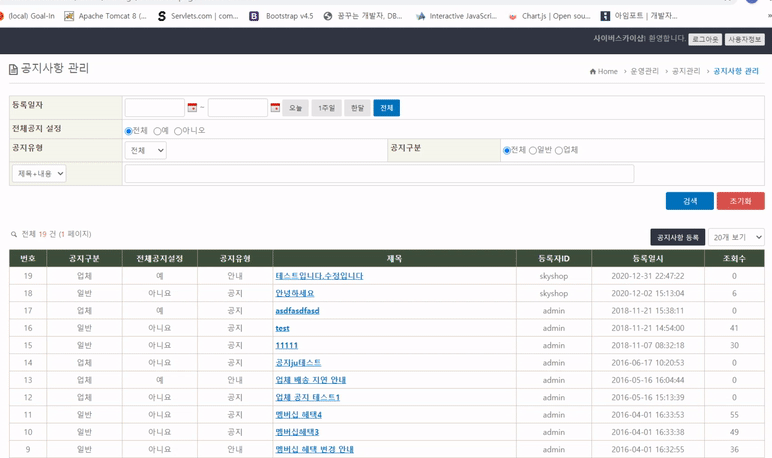 (local) Goal-In Apache Tomcat 8 (... Servlets.com | com... Bootstrap v4.5 꿈꾸는 개발자, DB... Interactive JavaScri... Chart.js | Open sou... 아임포트 | 개발자...
사이버스카이샵| 환영합니다. 로그아웃 사용자정보
공지사항 관리
Home > 운영관리 > 공지관리 > 공지사항 관리
등록일자 ~ 오늘 1주일 한달 전체
전체공지 설정 전체 예 아니오
공지유형 전체 공지구분 전체 일반 업체
제목+내용
검색 초기화
전체 19 건 (1 페이지) 공지사항 등록 20개 보기
번호 공지구분 전체공지설정 공지유형 제목 등록자ID 등록일시 조회수
19 업체 예 안내 테스트입니다.수정입니다 skyshop 2020-12-31 22:47:22 0
18 일반 아니요 공지 안녕하세요 skyshop 2020-12-02 15:13:04 6
17 업체 예 공지 asdfasdfasd admin 2018-11-21 15:38:11 0
16 일반 아니요 공지 test admin 2018-11-21 14:54:00 41
15 일반 아니요 공지 11111 admin 2018-11-07 08:32:18 30
14 업체 아니요 공지 공지ju테스트 admin 2016-06-17 10:20:53 0
13 업체 예 안내 업체 배송 지연 안내 admin 2016-05-16 16:04:44 0
12 업체 아니요 공지 업체 공지 테스트1 admin 2016-05-16 15:13:39 0
11 일반 아니요 공지 멤버십 혜택4 admin 2016-04-01 16:33:53 55
10 일반 아니요 공지 멤버십혜택3 admin 2016-04-01 16:33:38 49
9 일반 아니요 공지 멤버십 혜택 변경 안내 admin 2016-04-01 16:32:55 36